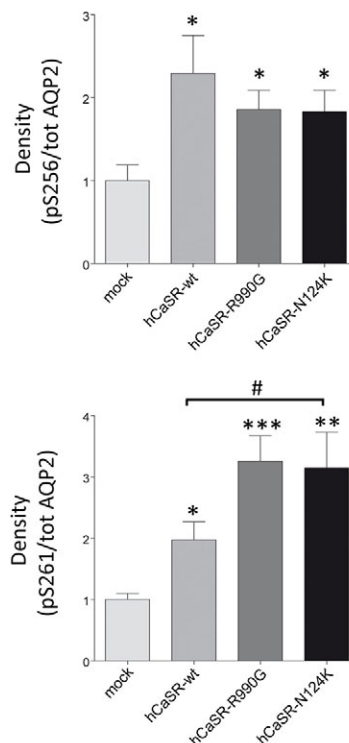 Density
(pS256/tot AQP2)
3
2
1
0
*
*
*
mock
hCaSR-wt
hCaSR-R990G
hCaSR-N124K
Density
(pS261/tot AQP2)
4
3
2
1
0
#
*
***
**
mock
hCaSR-wt
hCaSR-R990G
hCaSR-N124K